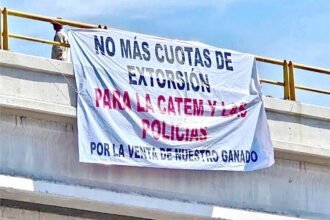 NO MÁS CUOTAS DE
EXTORSIÓN
PARA LA CATEM Y LAS
POLICIAS
POR LA VENTA DE NUESTRO GANADO